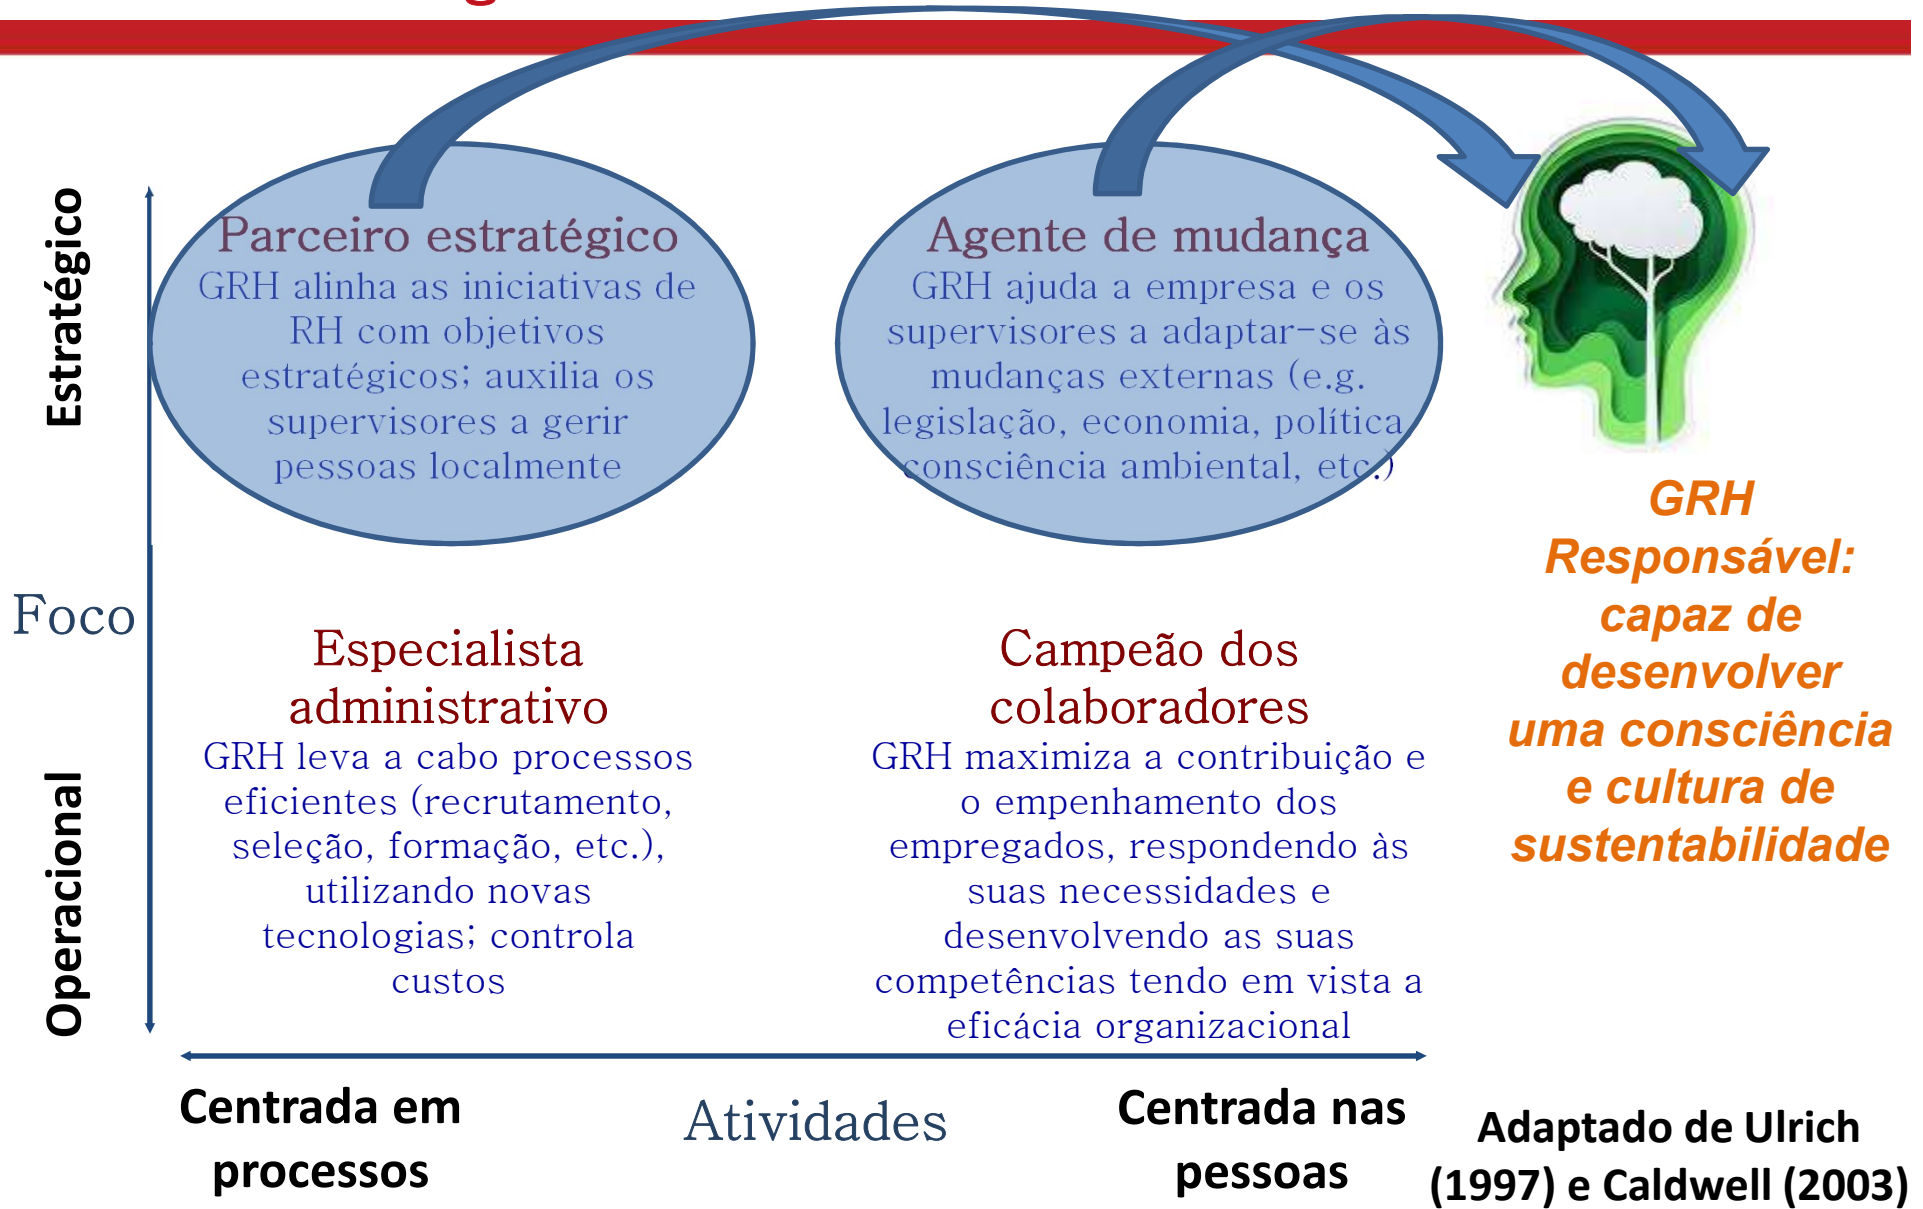 Estratégico
Parceiro estratégico
GRH alinha as iniciativas de
RH com objetivos
estratégicos; auxilia os
supervisores a gerir
pessoas localmente
Agente de mudança
GRH ajuda a empresa e os
supervisores a adaptar-se às
mudanças externas (e.g.
legislação, economia, política,
consciência ambiental, etc.)
GRH
Responsável:
capaz de
desenvolver
uma consciência
e cultura de
sustentabilidade
Foco
Operacional
Especialista
administrativo
GRH leva a cabo processos
eficientes (recrutamento,
seleção, formação, etc.),
utilizando novas
tecnologias; controla
custos
Campeão dos
colaboradores
GRH maximiza a contribuição e
o empenhamento dos
empregados, respondendo às
suas necessidades e
desenvolvendo as suas
competências tendo em vista a
eficácia organizacional
Centrada em
processos
Atividades
Centrada nas
pessoas
Adaptado de Ulrich
(1997) e Caldwell (2003)